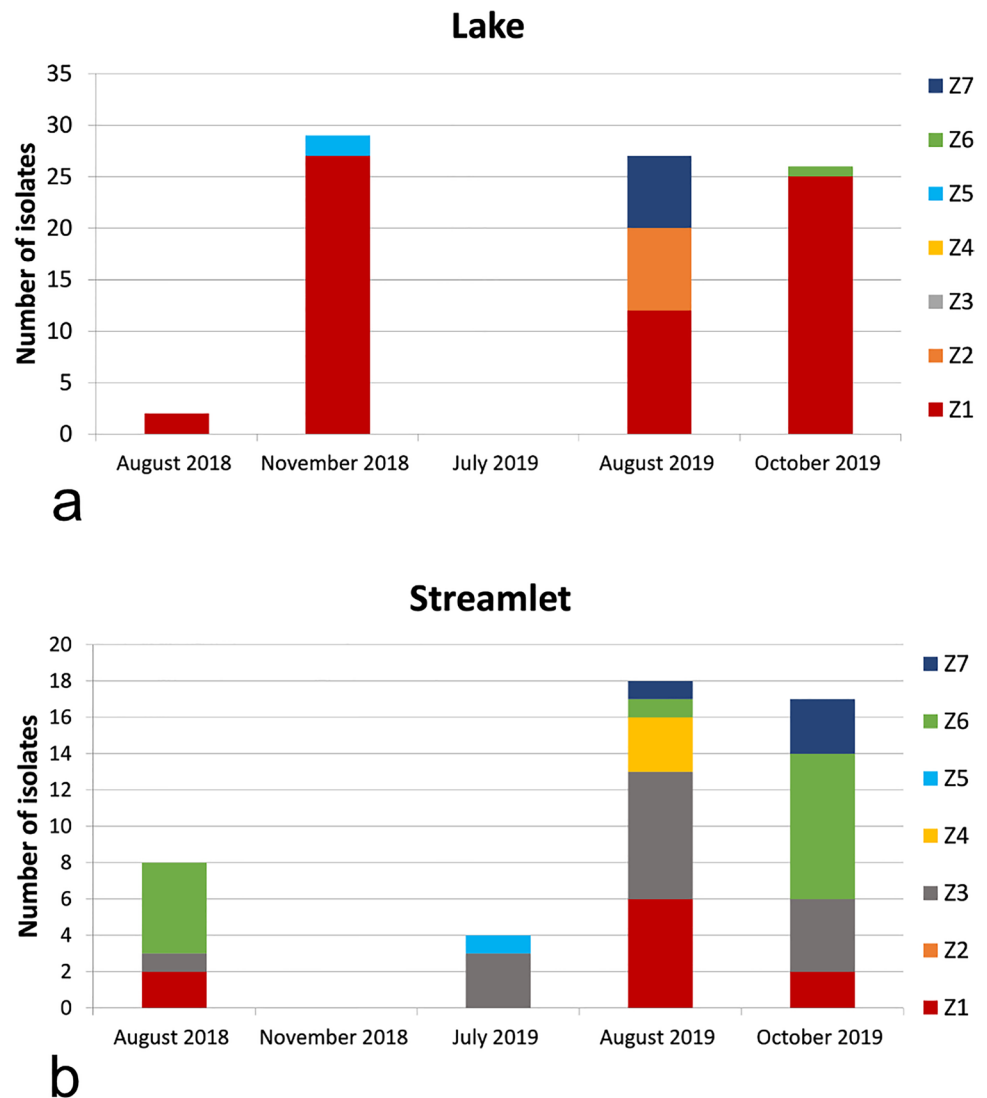 Lake
Number of isolates
35
30
25
20
15
10
5
0
August 2018 November 2018 July 2019 August 2019 October 2019
Z7
Z6
Z5
Z4
Z3
Z2
Z1
a
Streamlet
Number of isolates
20
18
16
14
12
10
8
6
4
2
0
August 2018 November 2018 July 2019 August 2019 October 2019
Z7
Z6
Z5
Z4
Z3
Z2
Z1
b